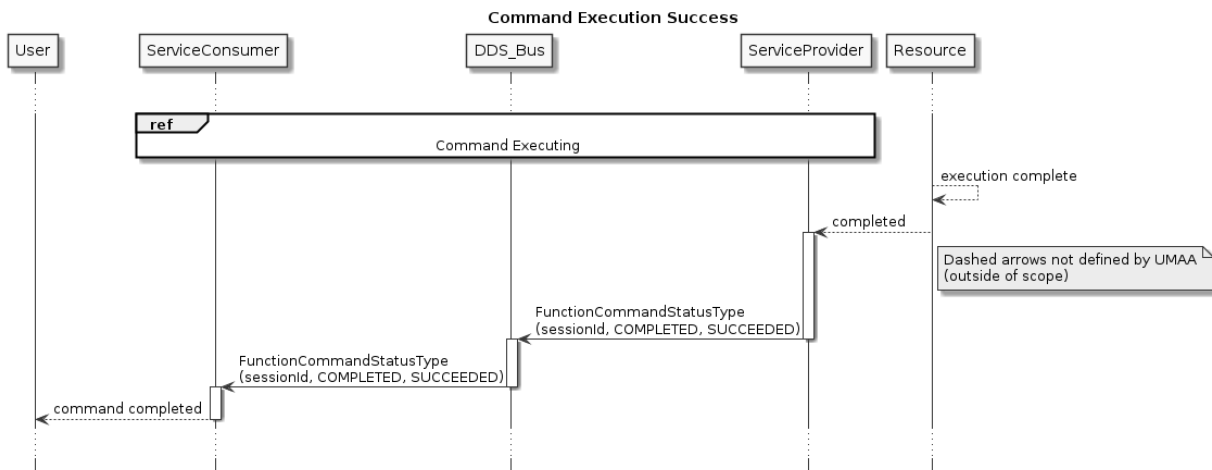 Command Execution Success
User
ServiceConsumer
DDS_Bus
ServiceProvider
Resource
ref
Command Executing
execution complete
completed
Dashed arrows not defined by UMAA
(outside of scope)
FunctionCommandStatusType
(sessionId, COMPLETED, SUCCEEDED)
FunctionCommandStatusType
(sessionId, COMPLETED, SUCCEEDED)
command completed